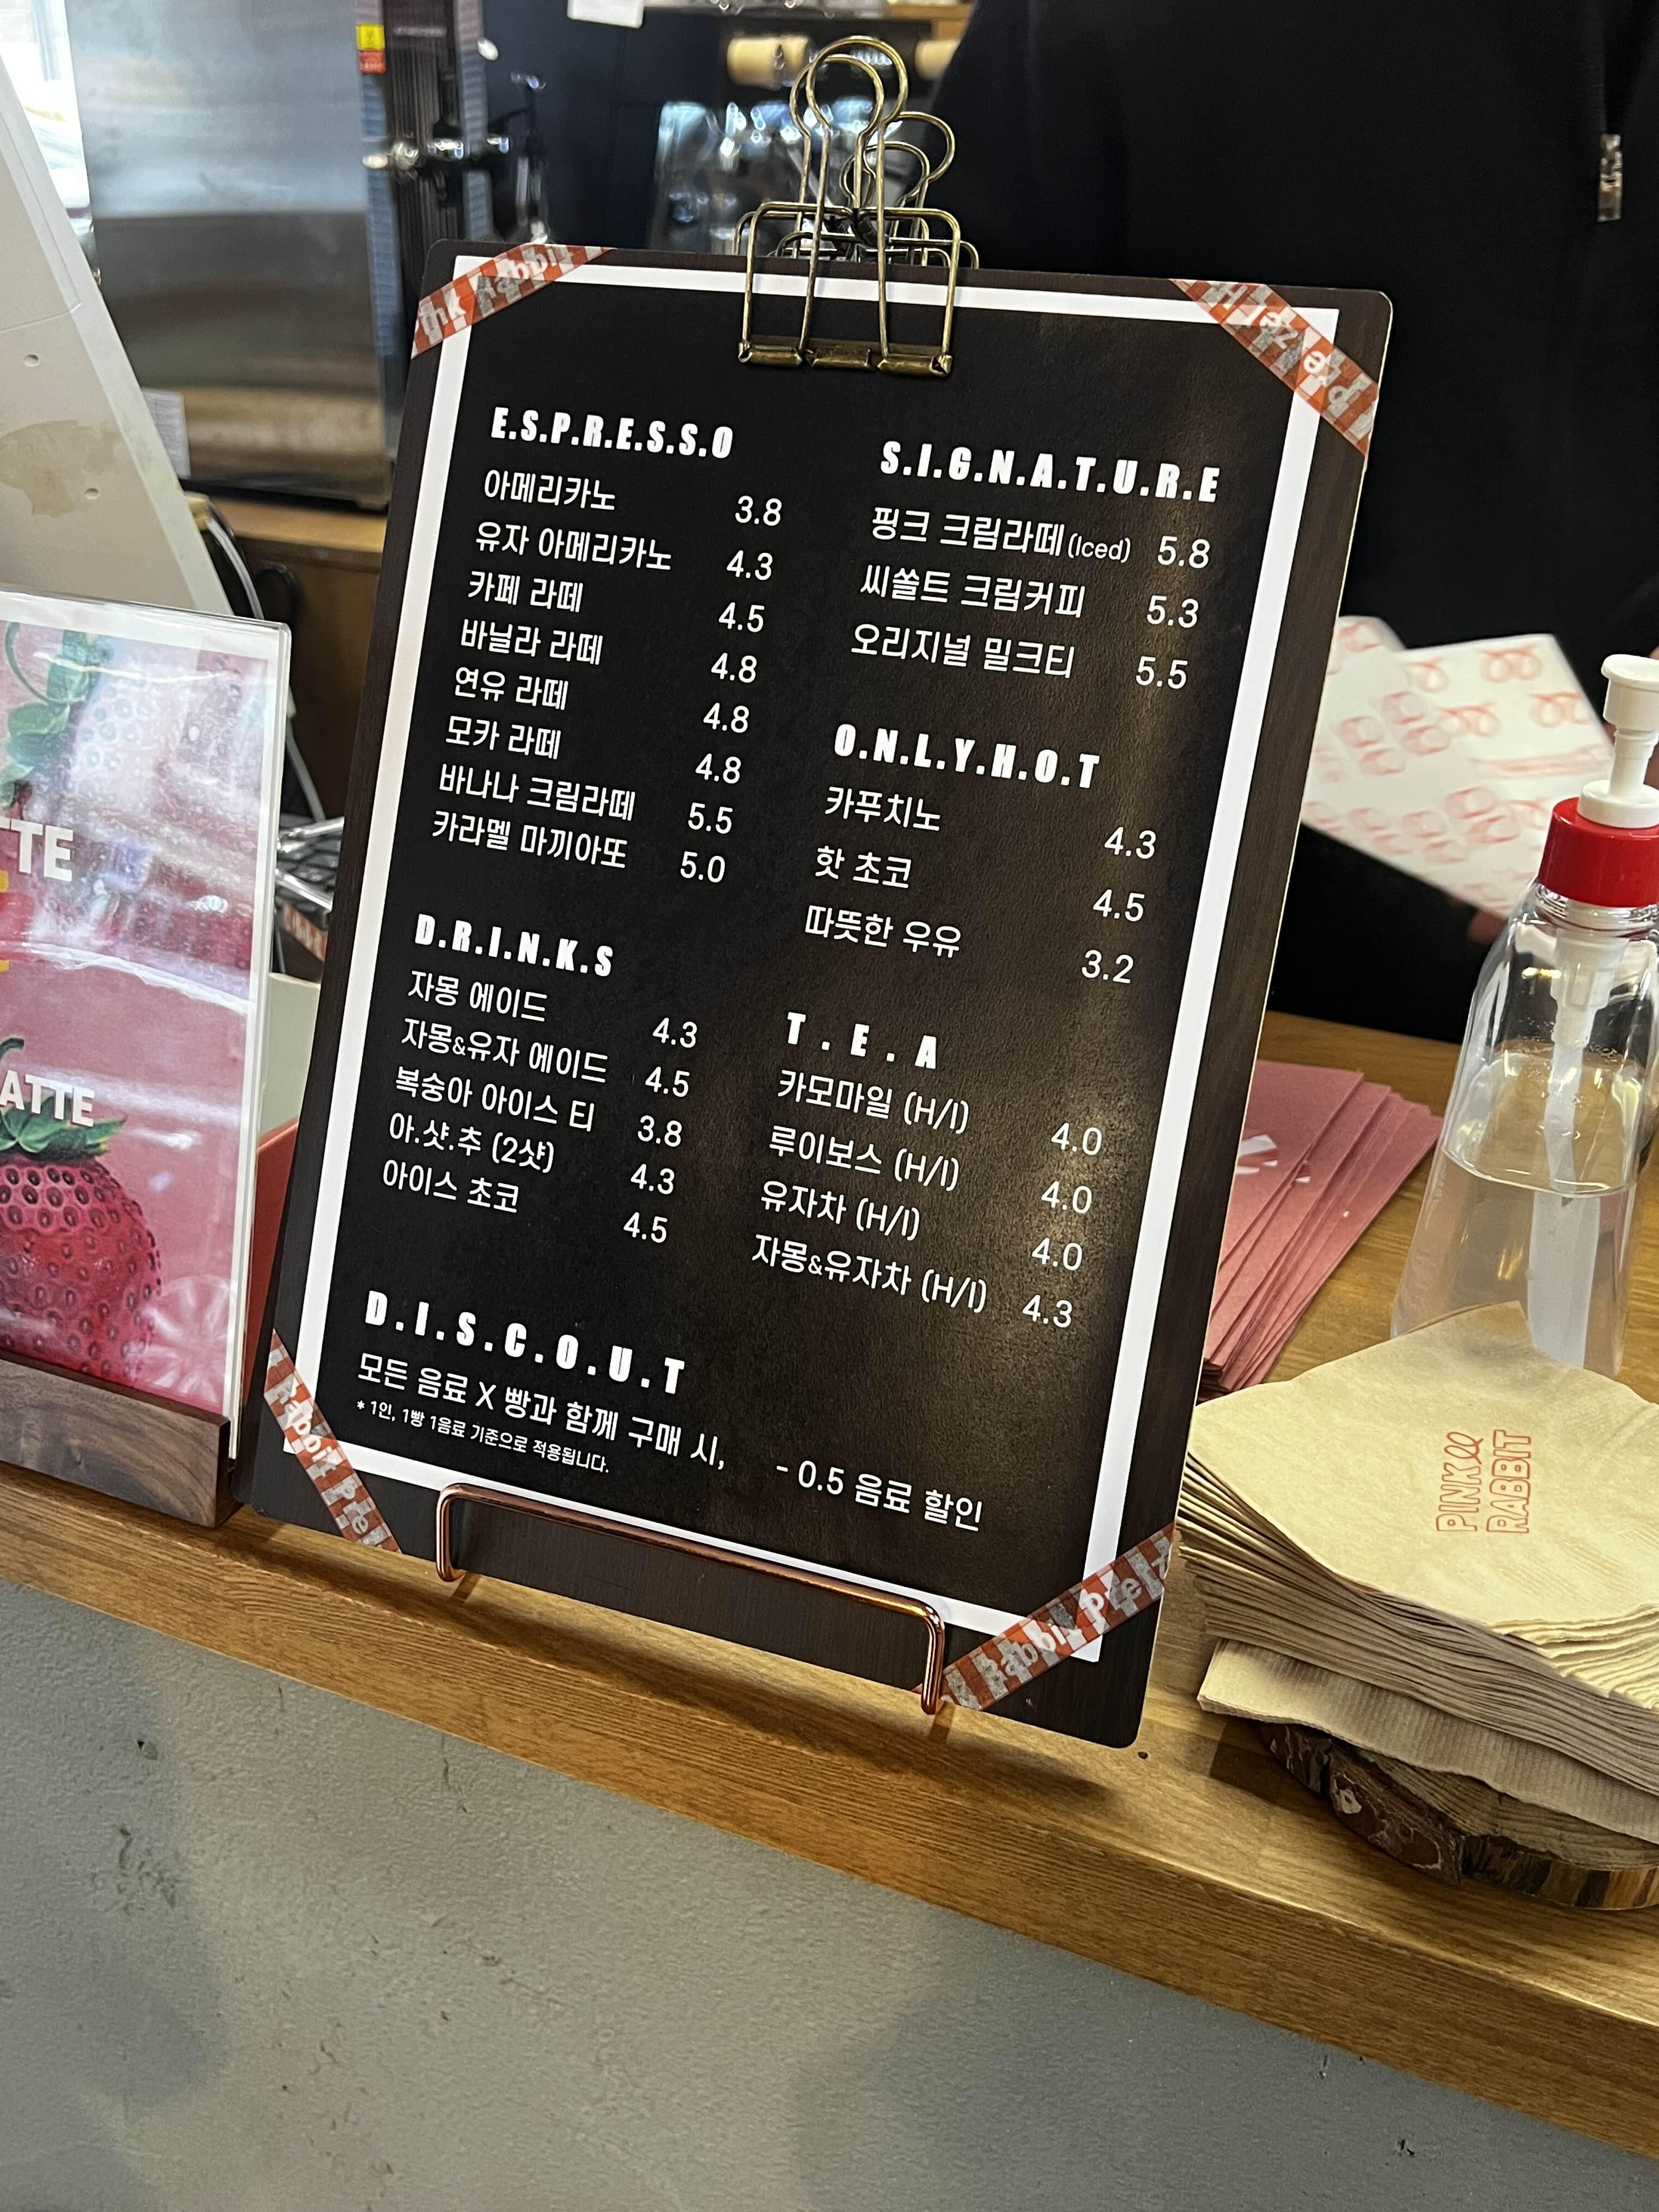 E.S.P.R.E.S.S.O
아메리카노 3.8
유자 아메리카노 4.3
카페 라떼 4.5
바닐라 라떼 4.8
연유 라떼 4.8
모카 라떼 4.8
바나나 크림라떼 5.5
카라멜 마끼아또 5.0
D.R.I.N.K.S
자몽 에이드 4.3
자몽&유자 에이드 4.5
복숭아 아이스 티 3.8
아.샷.추 (2샷) 4.3
아이스 초코 4.5
S.I.G.N.A.T.U.R.E
핑크 크림라떼(Iced) 5.8
씨쏠트 크림커피 5.3
오리지널 밀크티 5.5
O.N.L.Y.H.O.T
카푸치노 4.3
핫 초코 4.5
따뜻한 우유 3.2
T.E.A
카모마일 (H/I) 4.0
루이보스 (H/I) 4.0
유자차 (H/I) 4.0
자몽&유자차 (H/I) 4.3
D.I.S.C.O.U.T
모든 음료 X 빵과 함께 구매 시, - 0.5 음료 할인
* 1인, 1빵 1음료 기준으로 적용됩니다.
PINK
RABBIT